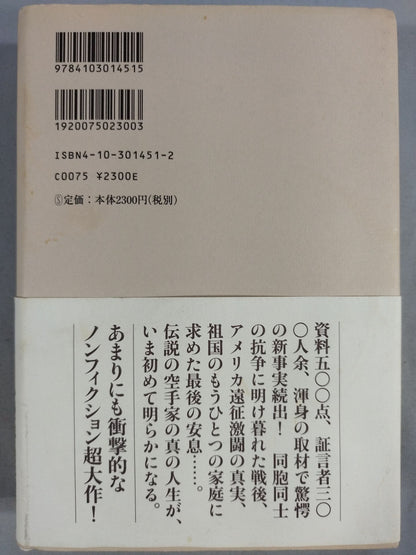 9784103014515
1920075023003
ISBN4-10-301451-2
C0075 ¥2300E
Ⓢ定価：本体2300円(税別)
資料五〇〇点、証言者三〇
〇人余、渾身の取材で驚愕
の新事実続出！　同胞同士
の抗争に明け暮れた戦後、
アメリカ遠征激闘の真実、
祖国のもうひとつの家庭に
求めた最後の安息……。
伝説の空手家の真の人生が、
いま初めて明らかになる。
あまりにも衝撃的な
ノンフィクション超大作！